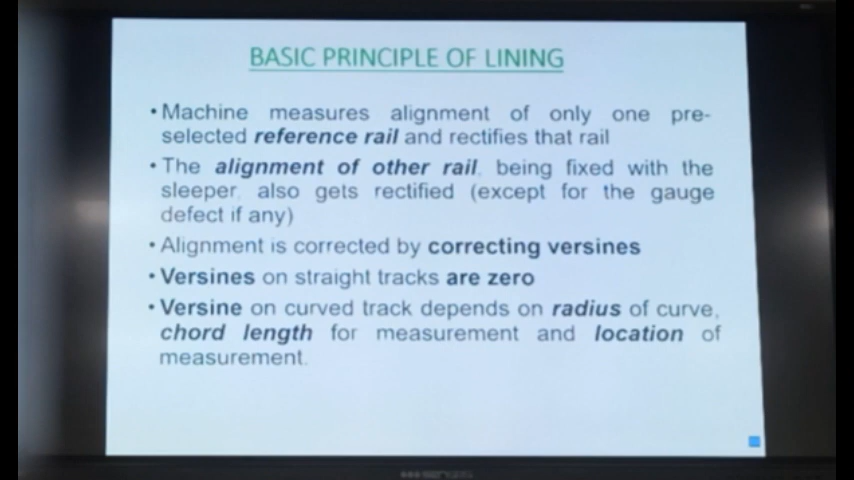 BASIC PRINCIPLE OF LINING
• Machine measures alignment of only one pre-
selected reference rail and rectifies that rail
• The alignment of other rail, being fixed with the
sleeper, also gets rectified (except for the gauge
defect if any)
• Alignment is corrected by correcting versines
• Versines on straight tracks are zero
• Versine on curved track depends on radius of curve,
chord length for measurement and location of
measurement.